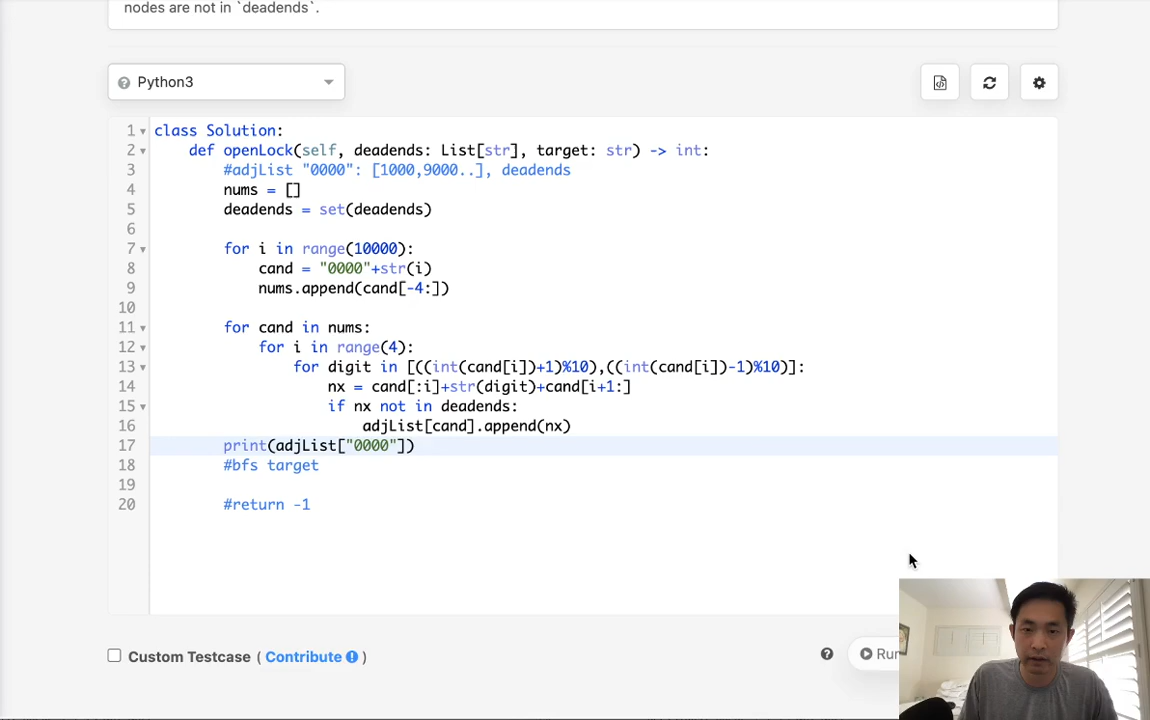 nodes are not in `deadends`.
Python3
1 class Solution:
2 def openLock(self, deadends: List[str], target: str) -> int:
3 #adjList "0000": [1000,9000..], deadends
4 nums = []
5 deadends = set(deadends)
6
7 for i in range(10000):
8 cand = "0000"+str(i)
9 nums.append(cand[-4:])
10
11 for cand in nums:
12 for i in range(4):
13 for digit in [((int(cand[i])+1)%10),((int(cand[i])-1)%10)]:
14 nx = cand[:i]+str(digit)+cand[i+1:]
15 if nx not in deadends:
16 adjList[cand].append(nx)
17 print(adjList["0000"])
18 #bfs target
19
20 #return -1
Custom Testcase ( Contribute )
Run